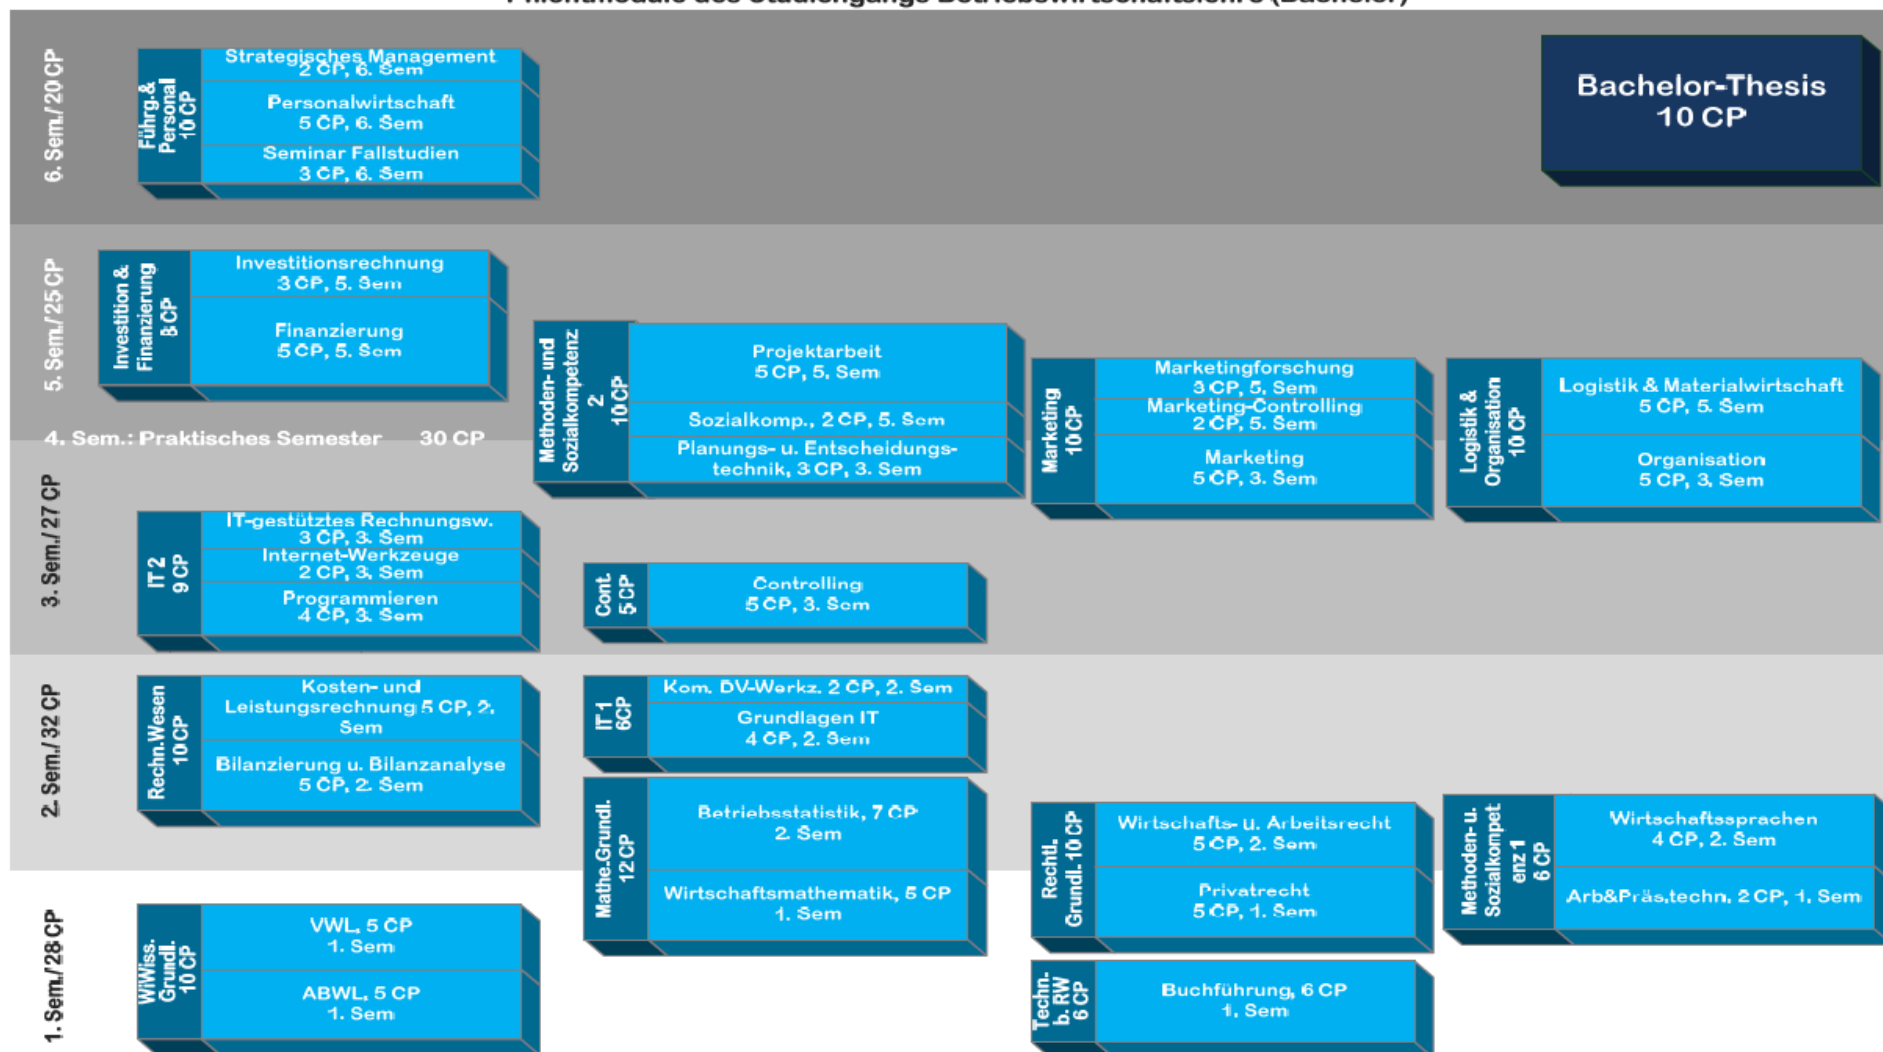 Pflichtmodule des Studiengangs Betriebswirtschaftslehre (Bachelor)
6. Sem./20 CP
Führg.&
Personal
10 CP
Strategisches Management
2 CP, 6. Sem
Personalwirtschaft
5 CP, 6. Sem
Seminar Fallstudien
3 CP, 6. Sem
Bachelor-Thesis
10 CP
5. Sem./25 CP
Investition &
Finanzierung
8 CP
Investitionsrechnung
3 CP, 5. Sem
Finanzierung
5 CP, 5. Sem
Methoden- und
Sozialkompetenz
2
10 CP
Projektarbeit
5 CP, 5. Sem
Sozialkomp., 2 CP, 5. Sem
Planungs- u. Entscheidungs-
technik, 3 CP, 3. Sem
Marketing
10 CP
Marketingforschung
3 CP, 5. Sem
Marketing-Controlling
2 CP, 5. Sem
Marketing
5 CP, 3. Sem
Logistik &
Organisation
10 CP
Logistik & Materialwirtschaft
5 CP, 5. Sem
Organisation
5 CP, 3. Sem
4. Sem.: Praktisches Semester 30 CP
3. Sem./27 CP
IT 2
9 CP
IT-gestütztes Rechnungsw.
3 CP, 3. Sem
Internet-Werkzeuge
2 CP, 3. Sem
Programmieren
4 CP, 3. Sem
Cont.
5 CP
Controlling
5 CP, 3. Sem
2. Sem./32 CP
Rechn.Wesen
10 CP
Kosten- und
Leistungsrechnung 5 CP, 2.
Sem
Bilanzierung u. Bilanzanalyse
5 CP, 2. Sem
IT 1
6CP
Kom. DV-Werkz. 2 CP, 2. Sem
Grundlagen IT
4 CP, 2. Sem
Mathe.Grundl.
12 CP
Betriebsstatistik, 7 CP
2. Sem
Wirtschaftsmathematik, 5 CP
1. Sem
Rechtl.
Grundl. 10 CP
Wirtschafts- u. Arbeitsrecht
5 CP, 2. Sem
Privatrecht
5 CP, 1. Sem
Methoden- u.
Sozialkompet
enz 1
6 CP
Wirtschaftssprachen
4 CP, 2. Sem
Arb&Präs.techn. 2 CP, 1. Sem
1. Sem./28 CP
WiWiss.
Grundl.
10 CP
VWL, 5 CP
1. Sem
ABWL, 5 CP
1. Sem
Techn.
b. RW
6 CP
Buchführung, 6 CP
1. Sem